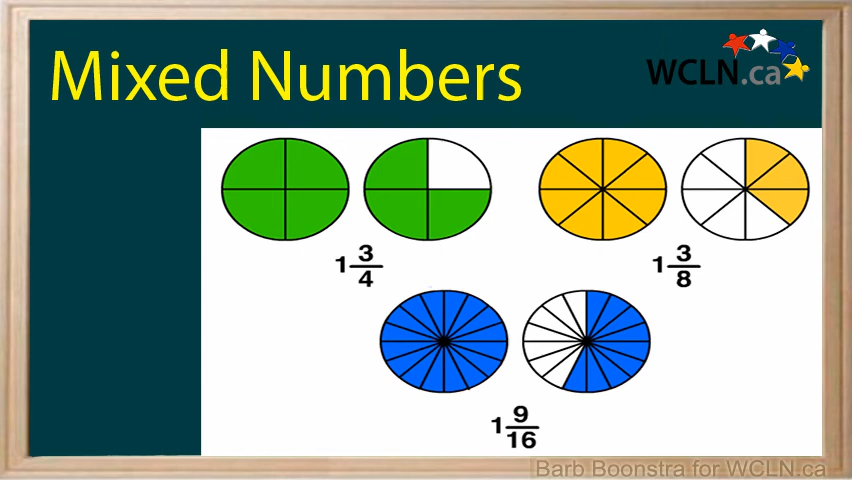 Mixed Numbers
WCLN.ca
1 3/4
1 3/8
1 9/16
Barb Boonstra for WCLN.ca